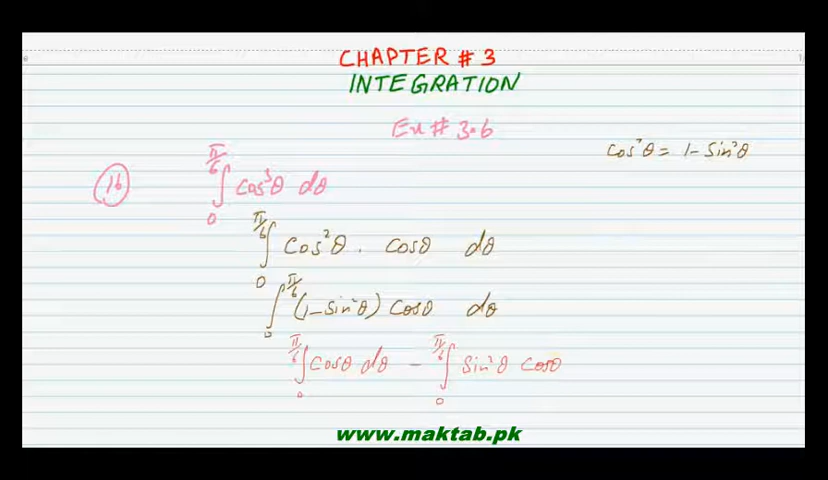 CHAPTER # 3
INTEGRATION
Ex # 3.6
cos²θ = 1 - Sin²θ
16 ∫₀^π/6 cos³θ dθ
∫₀^π/6 cos²θ . cosθ dθ
∫₀^π/6 (1 - Sin²θ) cosθ dθ
∫₀^π/6 cosθ dθ - ∫₀^π/6 Sin²θ cosθ
www.maktab.pk